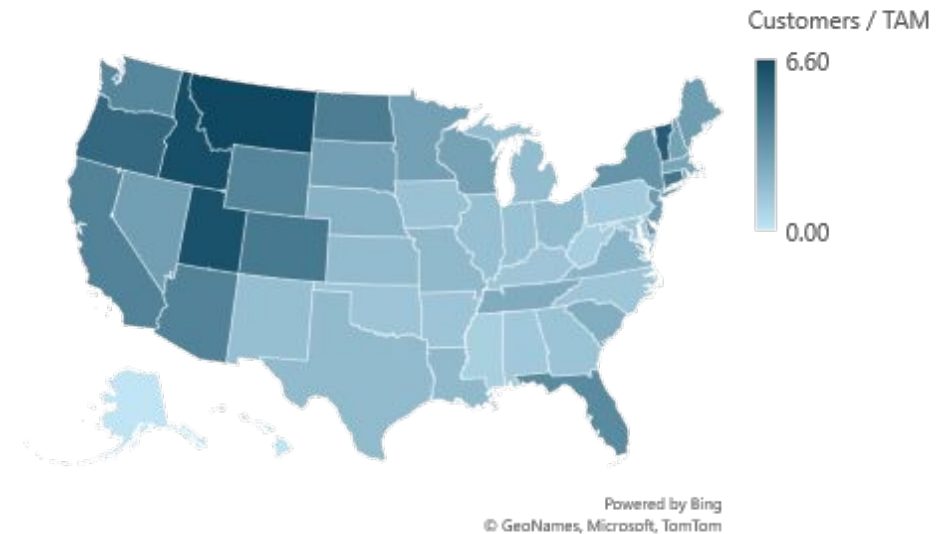 Customers / TAM
6.60
0.00
Powered by Bing
© GeoNames, Microsoft, TomTom